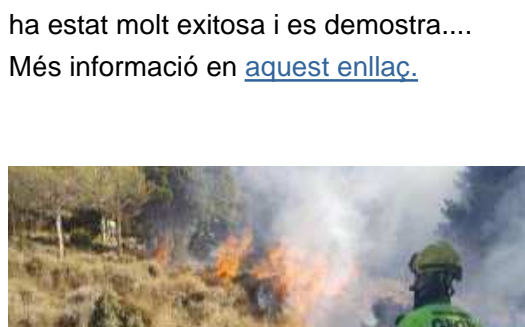 ha estat molt exitosa i es demostra....
Més informació en aquest enllaç.